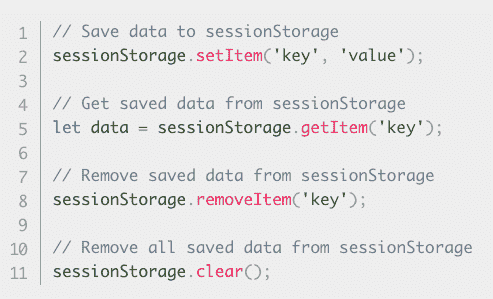 1 // Save data to sessionStorage
2 sessionStorage.setItem('key', 'value');
3
4 // Get saved data from sessionStorage
5 let data = sessionStorage.getItem('key');
6
7 // Remove saved data from sessionStorage
8 sessionStorage.removeItem('key');
9
10 // Remove all saved data from sessionStorage
11 sessionStorage.clear();